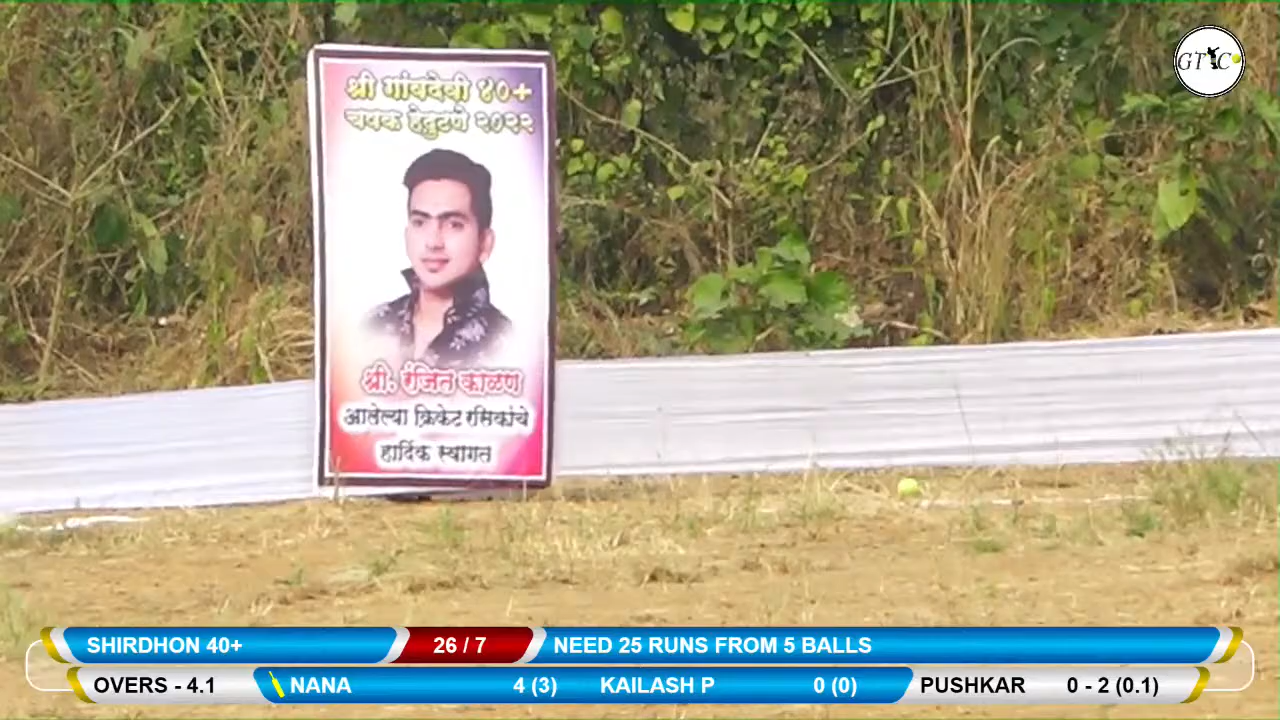 GTCC
श्री गांवदेवी ४०+
चषक हेदुटणे २०२२
श्री. रंजित काळण
आलेल्या क्रिकेट रसिकांचे
हार्दिक स्वागत
SHIRDHON 40+ 26 / 7 NEED 25 RUNS FROM 5 BALLS
OVERS - 4.1 NANA 4 (3) KAILASH P 0 (0) PUSHKAR 0 - 2 (0.1)